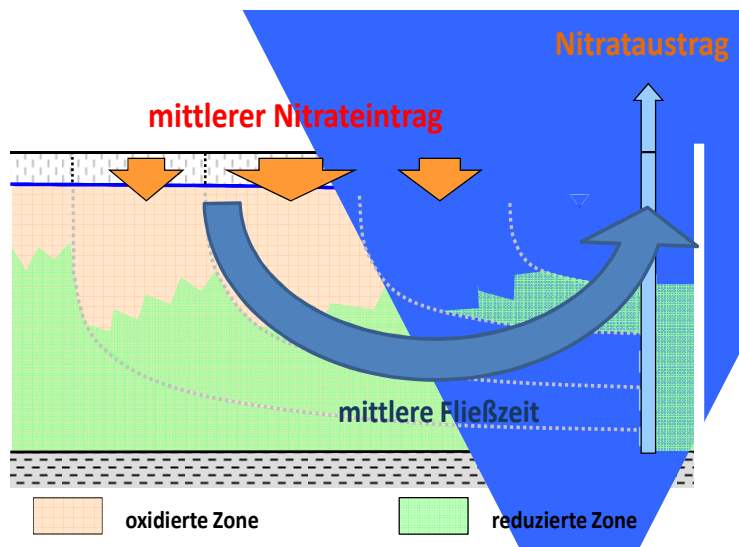 Nitrataustrag
mittlerer Nitrateintrag
mittlere Fließzeit
oxidierte Zone
reduzierte Zone